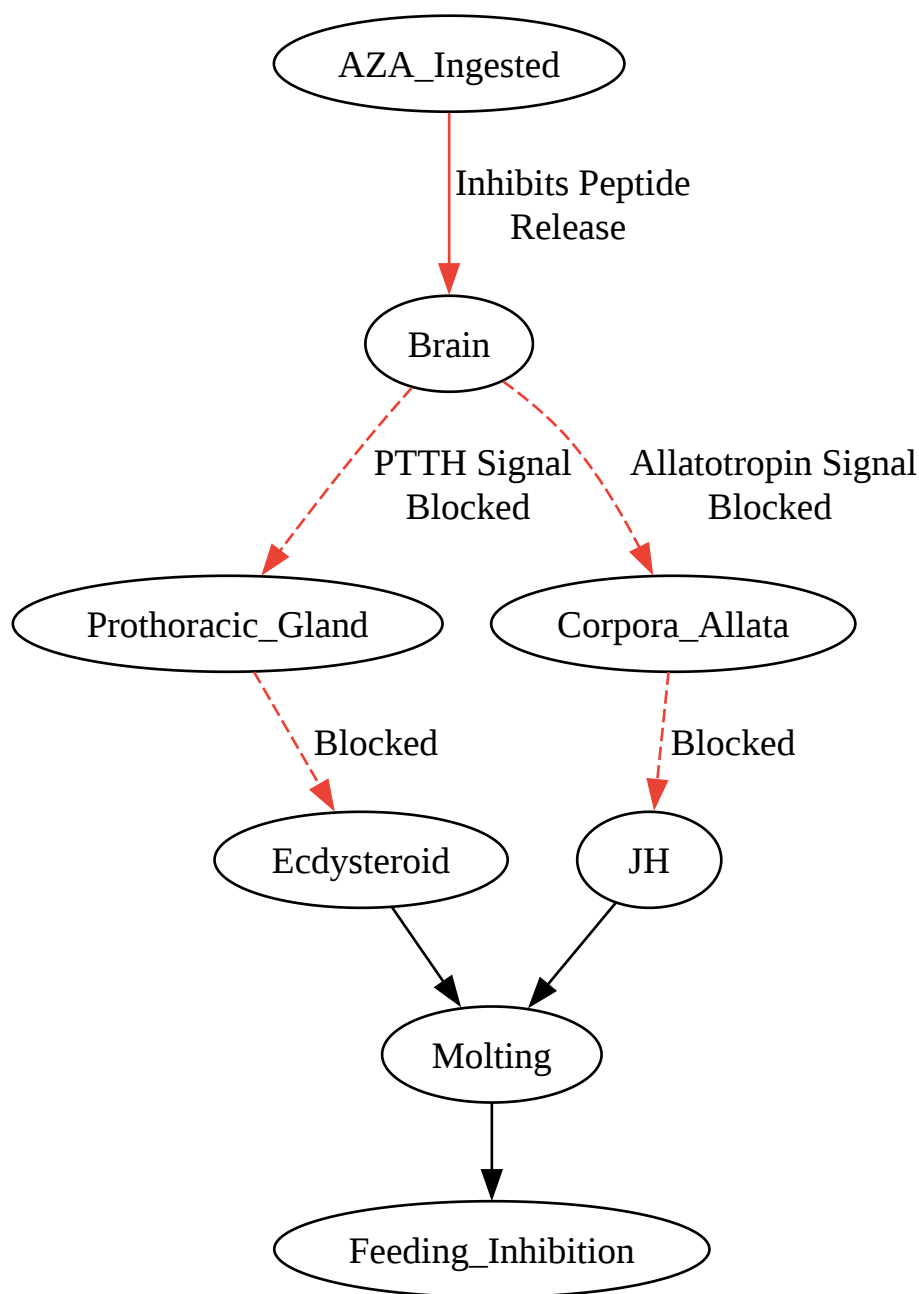 AZA_Ingested
Inhibits Peptide
Release
Brain
PTTH Signal
Blocked
Allatotropin Signal
Blocked
Prothoracic_Gland
Corpora_Allata
Blocked
Blocked
Ecdysteroid
JH
Molting
Feeding_Inhibition